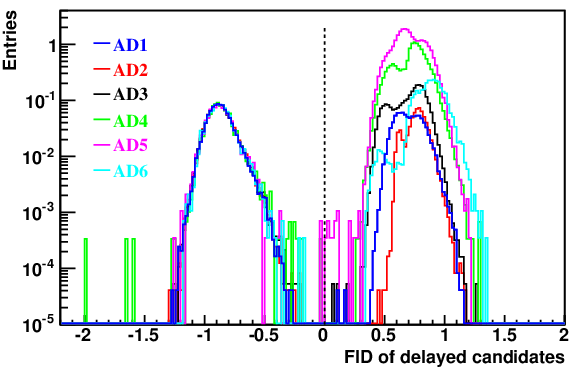 Entries
AD1
AD2
AD3
AD4
AD5
AD6
1
10-1
10-2
10-3
10-4
10-5
-2 -1.5 -1 -0.5 0 0.5 1 1.5 2
FID of delayed candidates